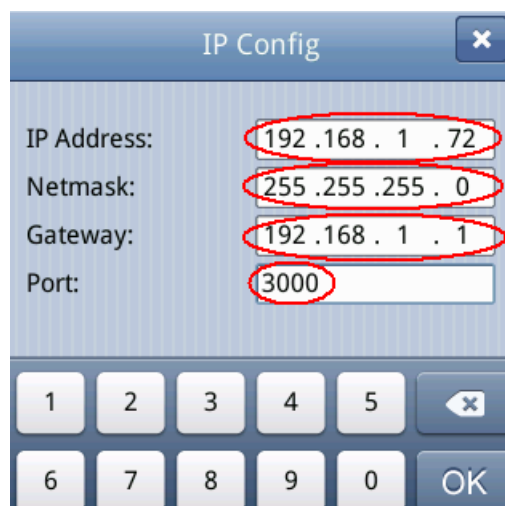 IP Config
IP Address: 192 .168 . 1 . 72
Netmask: 255 .255 .255 . 0
Gateway: 192 .168 . 1 . 1
Port: 3000
1 2 3 4 5
6 7 8 9 0 OK